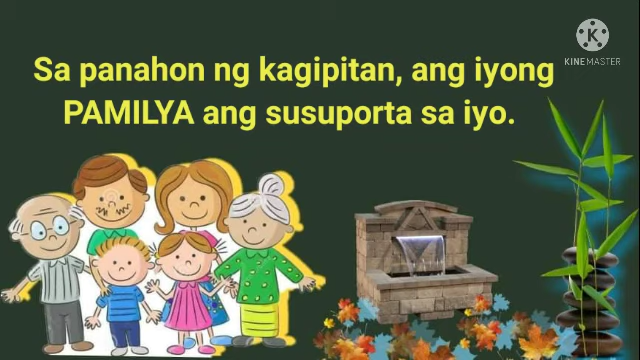 Sa panahon ng kagipitan, ang iyong
PAMILYA ang susuporta sa iyo.
K
KINEMASTER